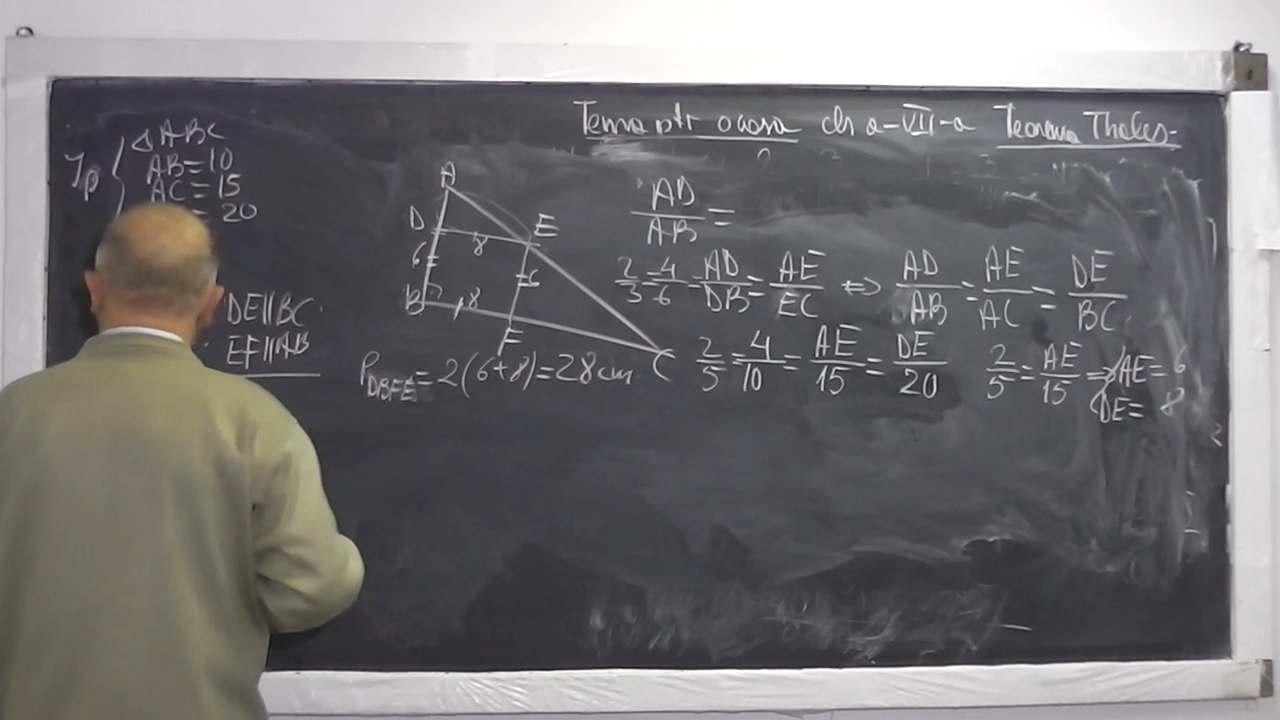 Tema ptr acasa cls a-VII-a Teorema Thales
Ip { ◁ABC
AB = 10
AC = 15
= 20
DE||BC
EF||AB
A
D
E
6
8
6
B
8
F
C
P_DBFE = 2(6+8) = 28 cm
AD/AB =
2/3 = 4/6 = AD/DB = AE/EC ⇔ AD/AB = AE/AC = DE/BC
2/5 = 4/10 = AE/15 = DE/20 2/5 = AE/15 ⇒ { AE = 6
DE = 8